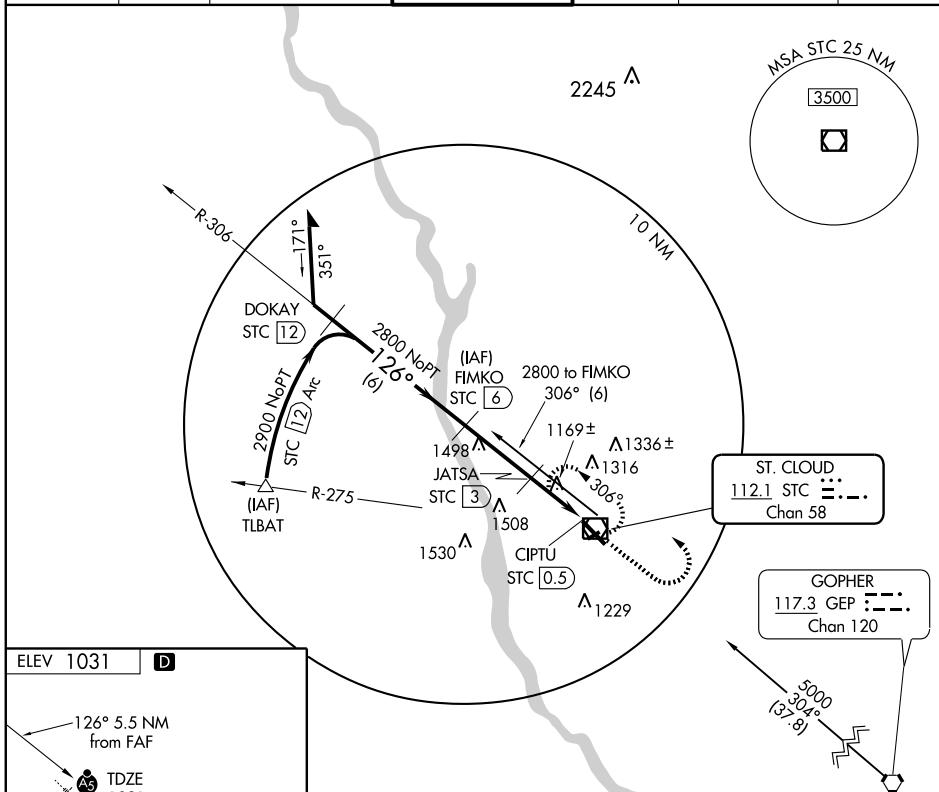 2245
MSA STC 25 NM
3500
10 NM
R-306
171°
351°
DOKAY
STC 12
2800 NoPT
126°
(6)
(IAF)
FIMKO
STC 6
2800 to FIMKO
306° (6)
2900 NoPT
STC 12 Arc
1169 ±
1336 ±
1316
1498
JATSA
STC 3
306°
(IAF)
TLBAT
R-275
1508
1530
ST. CLOUD
112.1 STC
Chan 58
CIPTU
STC 0.5
1229
GOPHER
117.3 GEP
Chan 120
5000
304°
(37.8)
ELEV 1031
D
126° 5.5 NM
from FAF
A5
TDZE